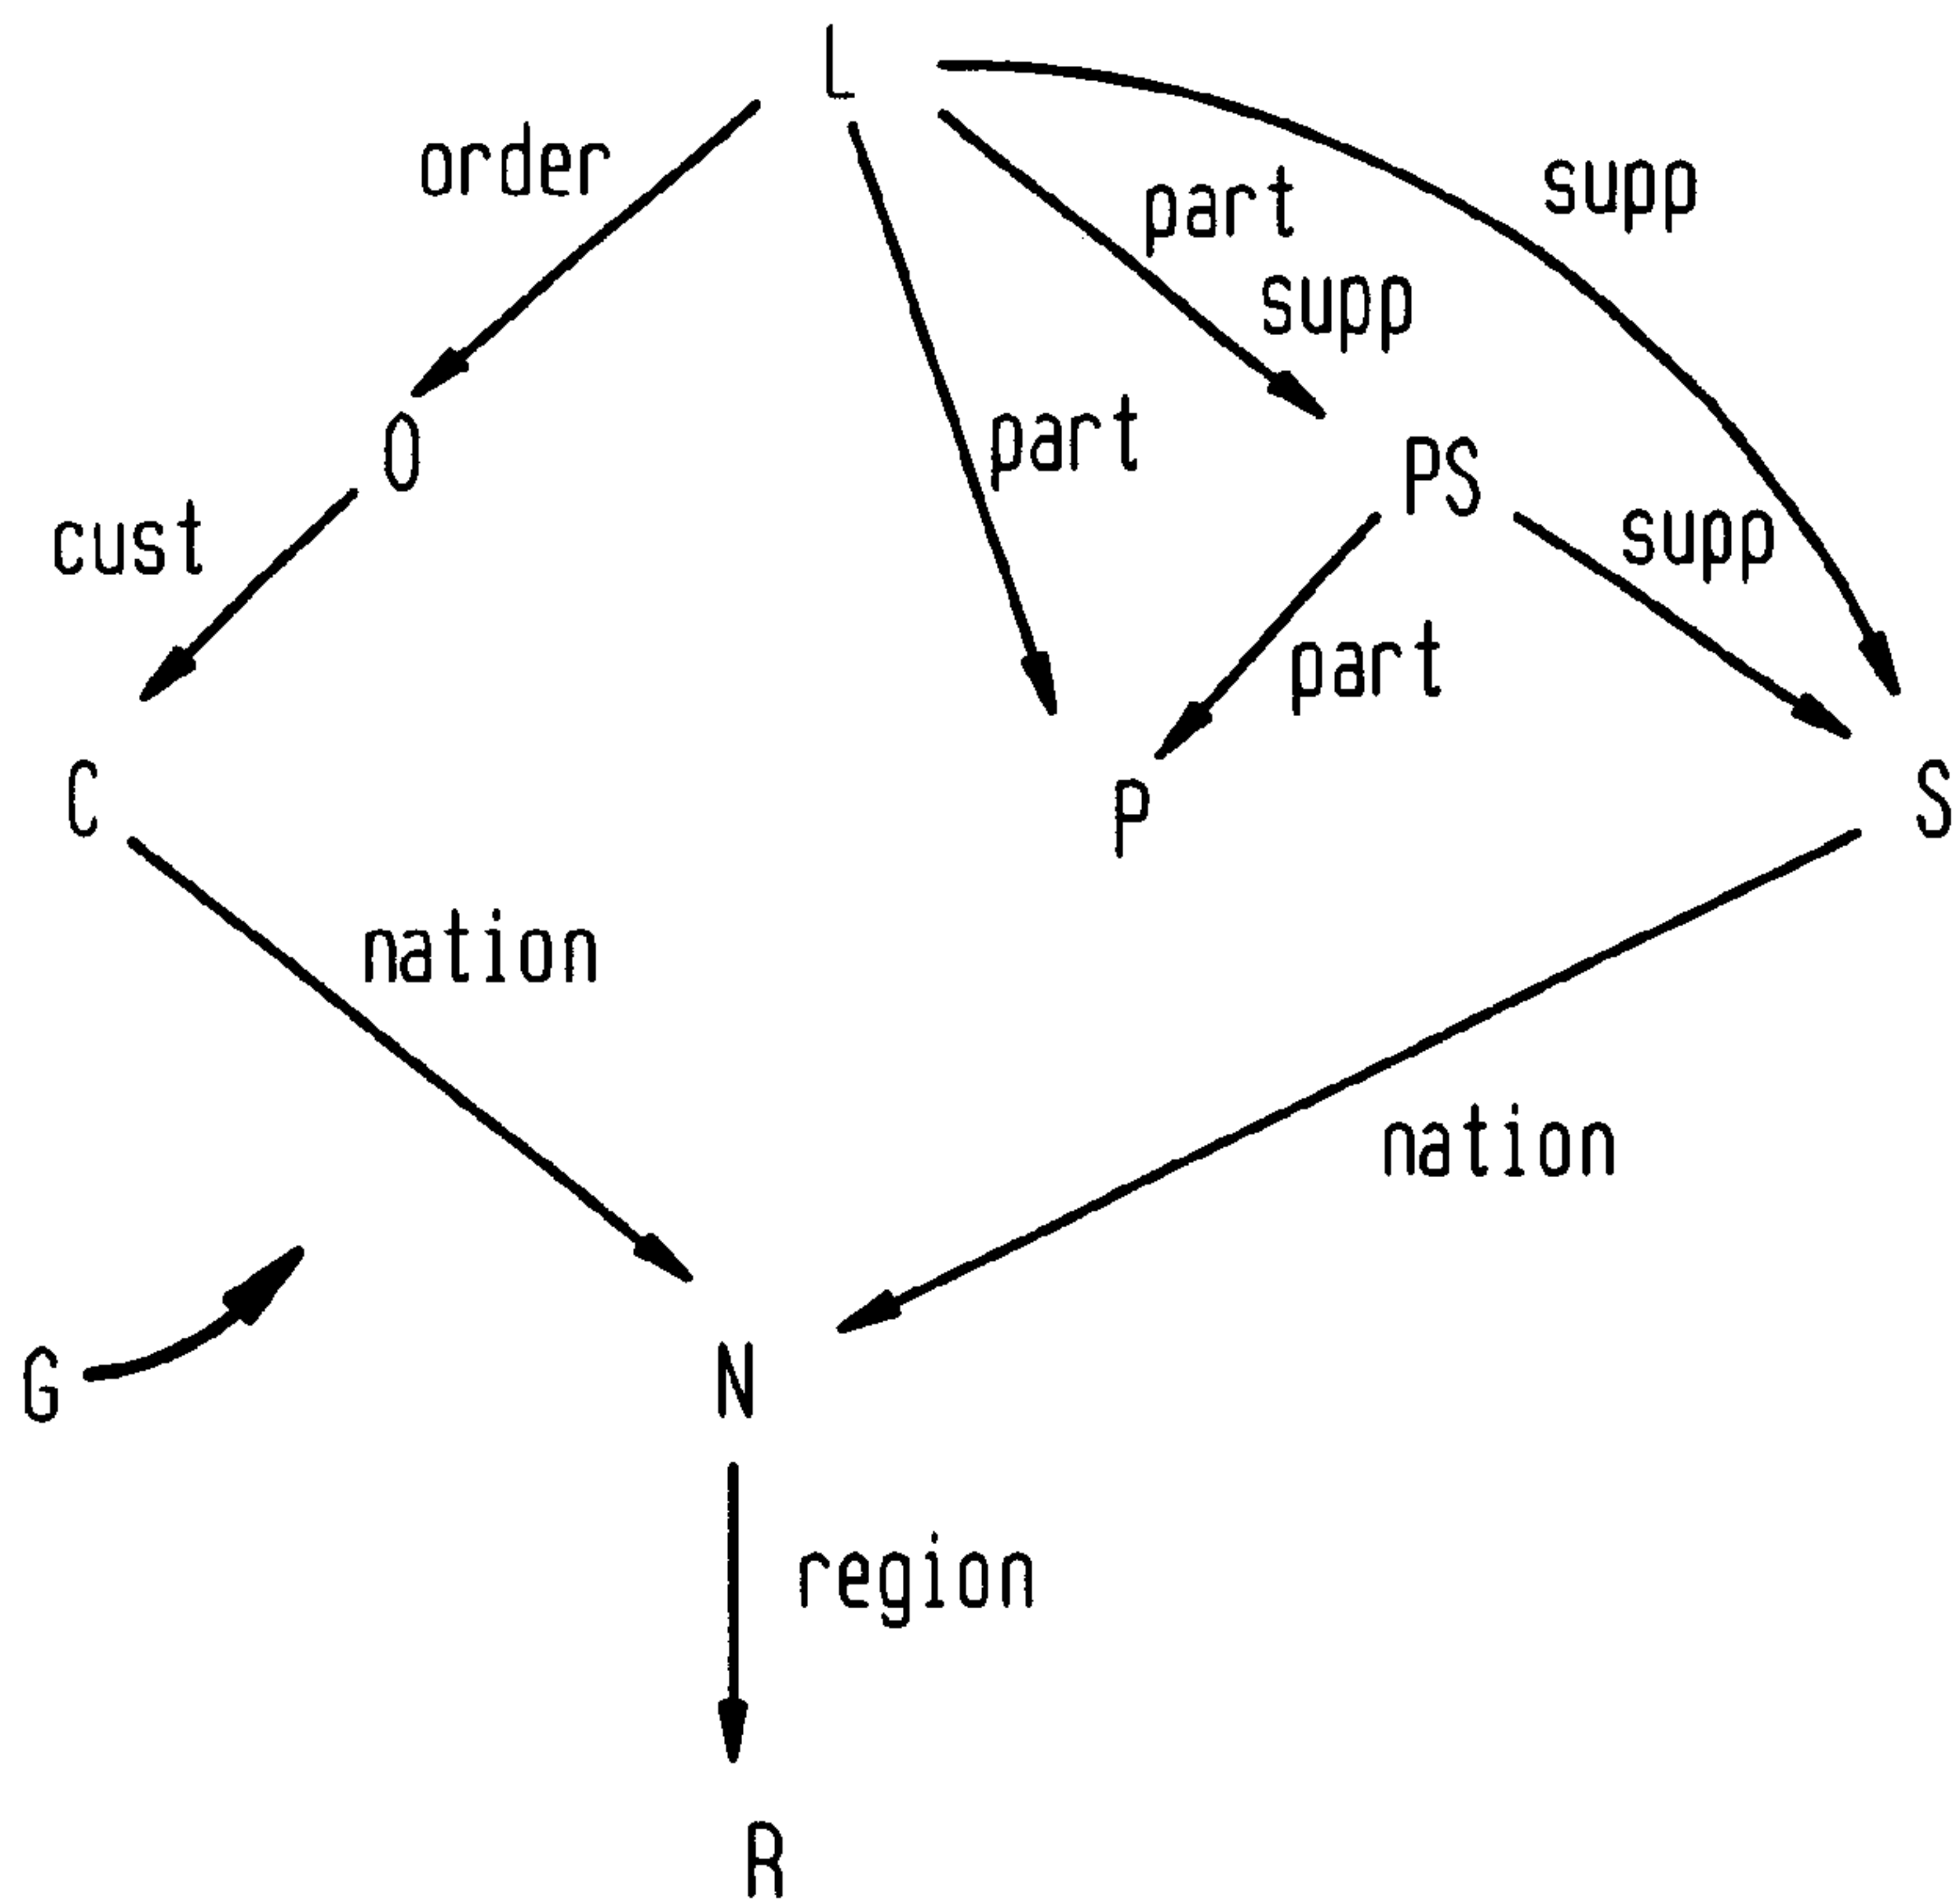 L
order
part
supp
supp
part
O
PS
cust
supp
part
C
P
S
nation
nation
G
N
region
R